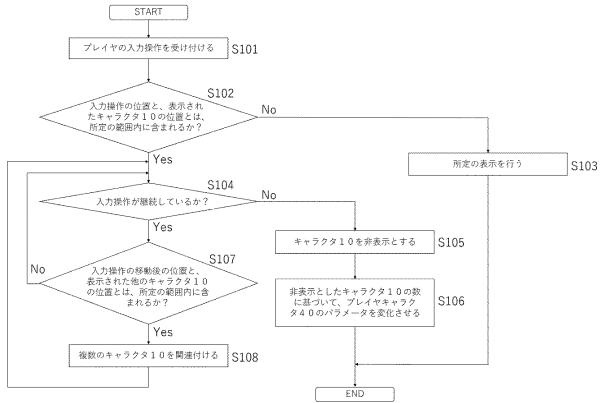 START
プレイヤの入力操作を受け付ける
S101
S102
入力操作の位置と、表示され
たキャラクタ１０の位置とは、
所定の範囲内に含まれるか？
No
Yes
所定の表示を行う
S103
S104
入力操作が継続しているか？
No
Yes
キャラクタ１０を非表示とする
S105
S107
入力操作の移動後の位置と、
表示された他のキャラクタ１０
の位置とは、所定の範囲内に含
まれるか？
No
Yes
非表示としたキャラクタ１０の数
に基づいて、プレイヤキャラク
タ４０のパラメータを変化させる
S106
複数のキャラクタ１０を関連付ける
S108
END